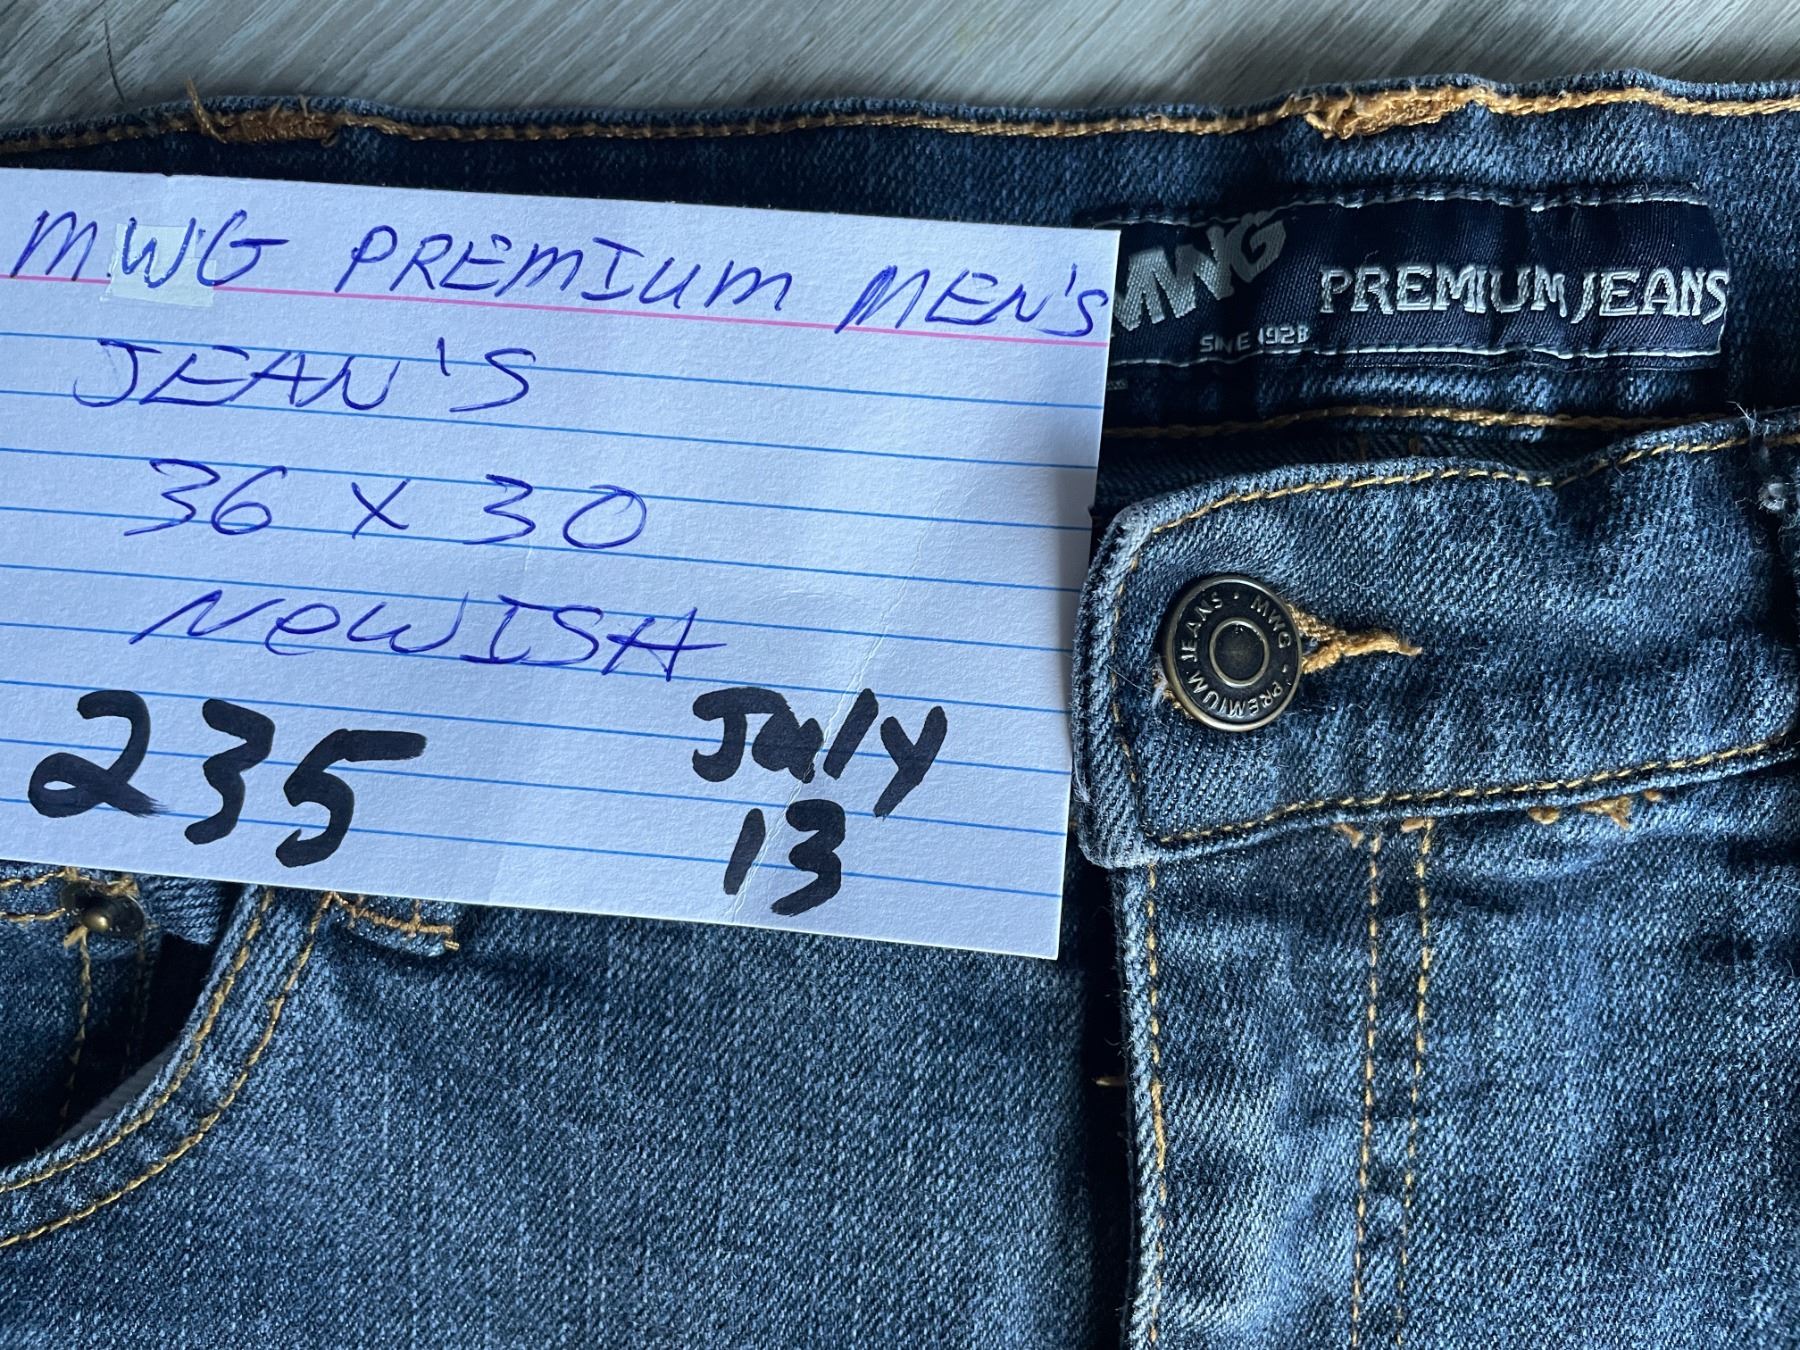 MWG PREMIUM MEN'S
JEAN'S
36 x 30
NeWISH
235
July
13
MWG
SINCE 1928
PREMIUM JEANS
MWG · PREMIUM JEANS ·